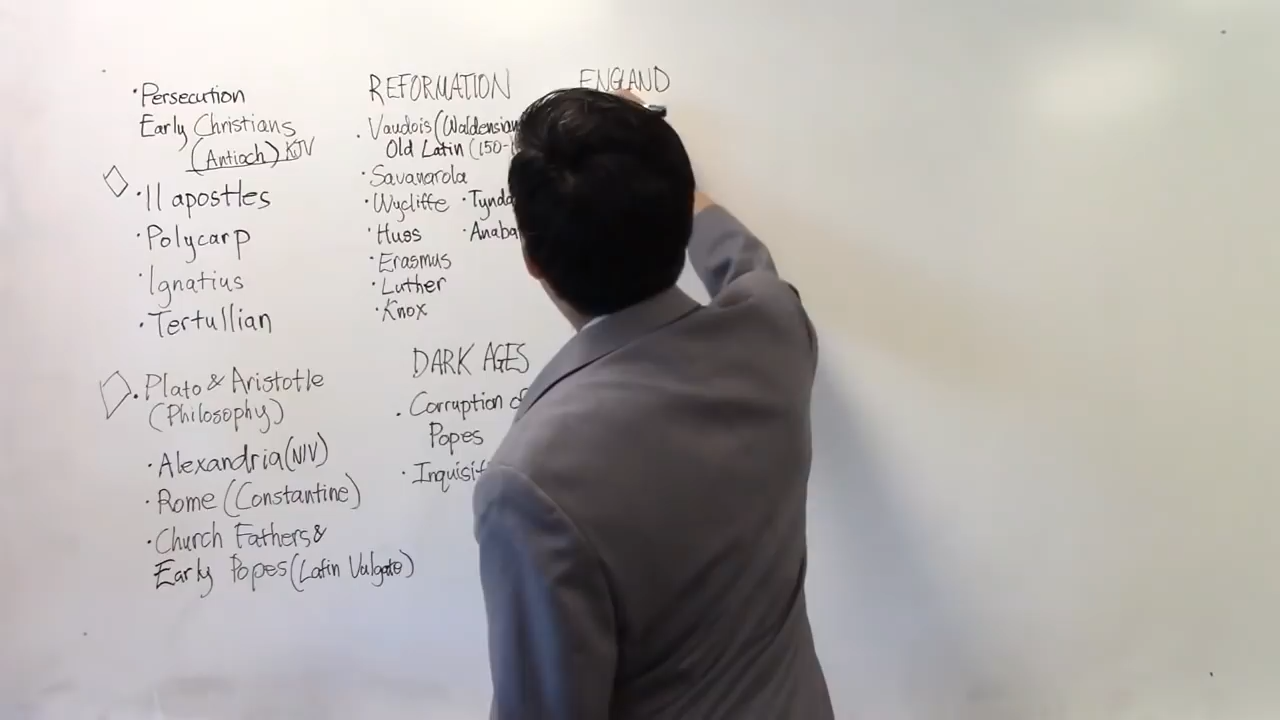 ·Persecution
Early Christians
(Antioch) KJV
·11 apostles
·Polycarp
·Ignatius
·Tertullian
·Plato & Aristotle
(Philosophy)
·Alexandria (NIV)
·Rome (Constantine)
·Church Fathers &
Early Popes (Latin Vulgate)
REFORMATION
·Vaudois (Waldensian
Old Latin (150-
·Savanarola
·Wycliffe ·Tynda
·Huss ·Anaba
·Erasmus
·Luther
·Knox
DARK AGES
·Corruption of
Popes
·Inquisit
ENGLAND